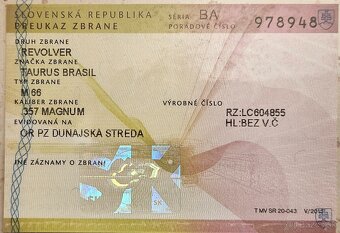 SLOVENSKÁ REPUBLIKA SÉRIA BA
PREUKAZ ZBRANE PORADOVÉ ČÍSLO 978948
DRUH ZBRANE
REVOLVER
ZNAČKA ZBRANE
TAURUS BRASIL
TYP ZBRANE
M 66
KALIBER ZBRANE VÝROBNÉ ČÍSLO
.357 MAGNUM RZ:LC604855
EVIDOVANÁ NA HL:BEZ V.Č
OR PZ DUNAJSKÁ STREDA
INÉ ZÁZNAMY O ZBRANI
SK
T MV SR 20-043